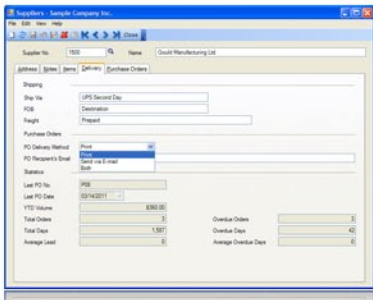 Suppliers - Sample Company Inc.
File Edit View Help
Close
Supplier No. 1500 Name Gould Manufacturing Ltd
Address Notes Items Delivery Purchase Orders
Shipping
Ship Via UPS Second Day
FOB Destination
Freight Prepaid
Purchase Orders
PO Delivery Method Print
Print
PO Recipient's Email Send via E-mail
Both
Statistics
Last PO No. P08
Last PO Date 03/14/2011
YTD Volume 6360.00
Total Orders 3 Overdue Orders 3
Total Days 1,587 Overdue Days 42
Average Lead 0 Average Overdue Days 0